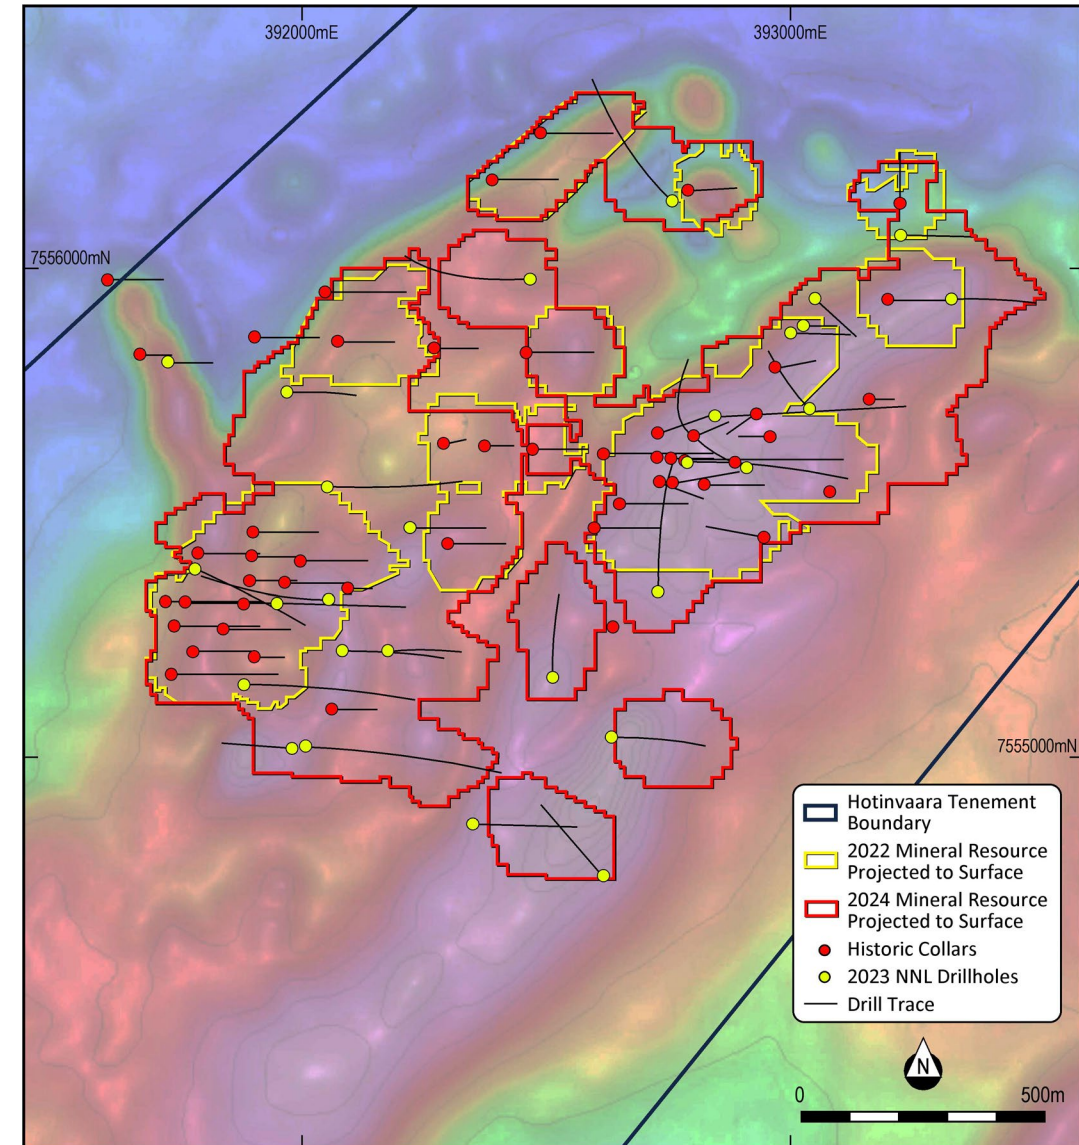 392000mE
393000mE
7556000mN
7555000mN
Hotinvaara Tenement
Boundary
2022 Mineral Resource
Projected to Surface
2024 Mineral Resource
Projected to Surface
Historic Collars
2023 NNL Drillholes
Drill Trace
N
0
500m